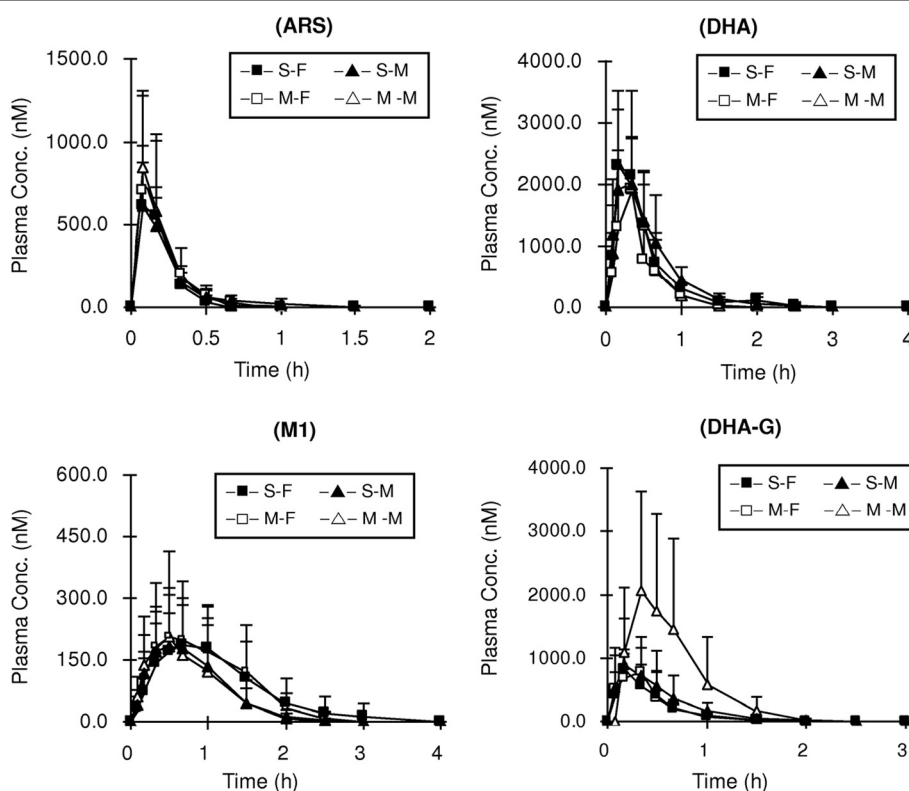 (ARS)
1500.0
1000.0
500.0
0.0
Plasma Conc. (nM)
S-F
S-M
M-F
M -M
0
0.5
1
1.5
2
Time (h)
(DHA)
4000.0
3000.0
2000.0
1000.0
0.0
Plasma Conc. (nM)
S-F
S-M
M-F
M -M
0
1
2
3
4
Time (h)
(M1)
600.0
450.0
300.0
150.0
0.0
Plasma Conc. (nM)
S-F
S-M
M-F
M -M
0
1
2
3
4
Time (h)
(DHA-G)
4000.0
3000.0
2000.0
1000.0
0.0
Plasma Conc. (nM)
S-F
S-M
M-F
M -M
0
1
2
3
Time (h)